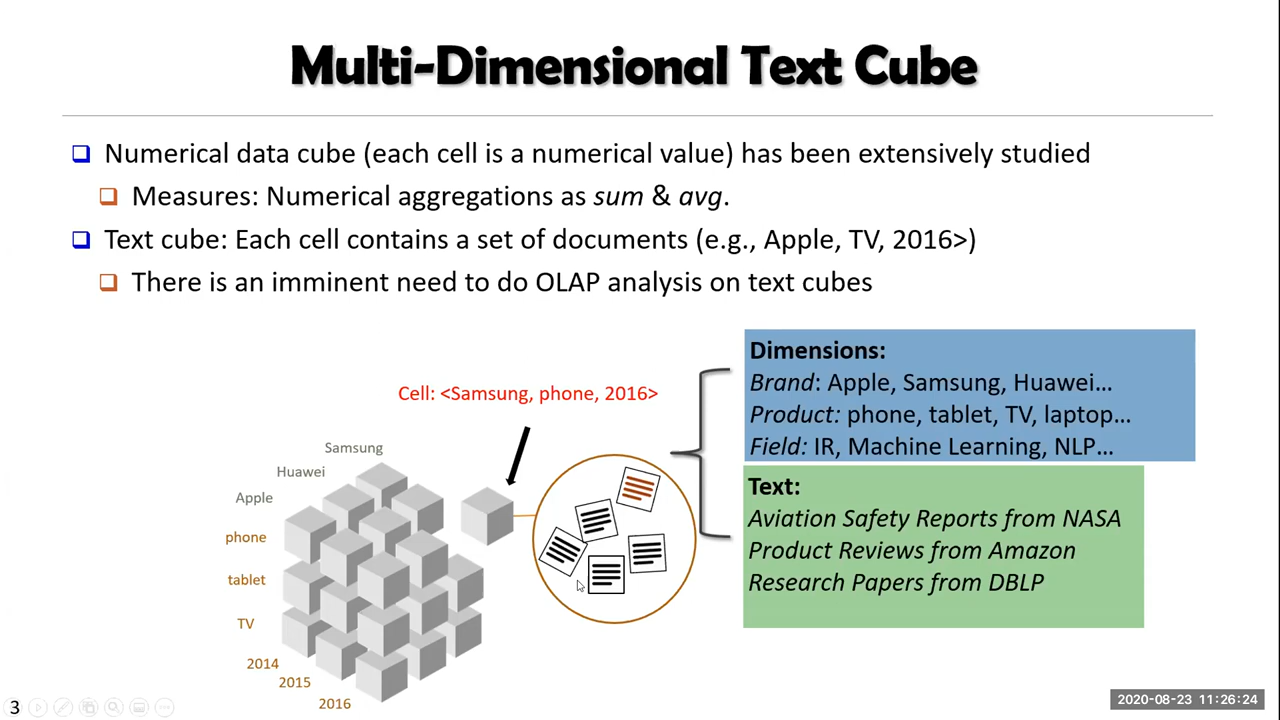 Multi-Dimensional Text Cube
Numerical data cube (each cell is a numerical value) has been extensively studied
Measures: Numerical aggregations as sum & avg.
Text cube: Each cell contains a set of documents (e.g., Apple, TV, 2016>)
There is an imminent need to do OLAP analysis on text cubes
Cell: <Samsung, phone, 2016>
Samsung
Huawei
Apple
phone
tablet
TV
2014
2015
2016
Dimensions:
Brand: Apple, Samsung, Huawei…
Product: phone, tablet, TV, laptop…
Field: IR, Machine Learning, NLP…
Text:
Aviation Safety Reports from NASA
Product Reviews from Amazon
Research Papers from DBLP
3
2020-08-23 11:26:24